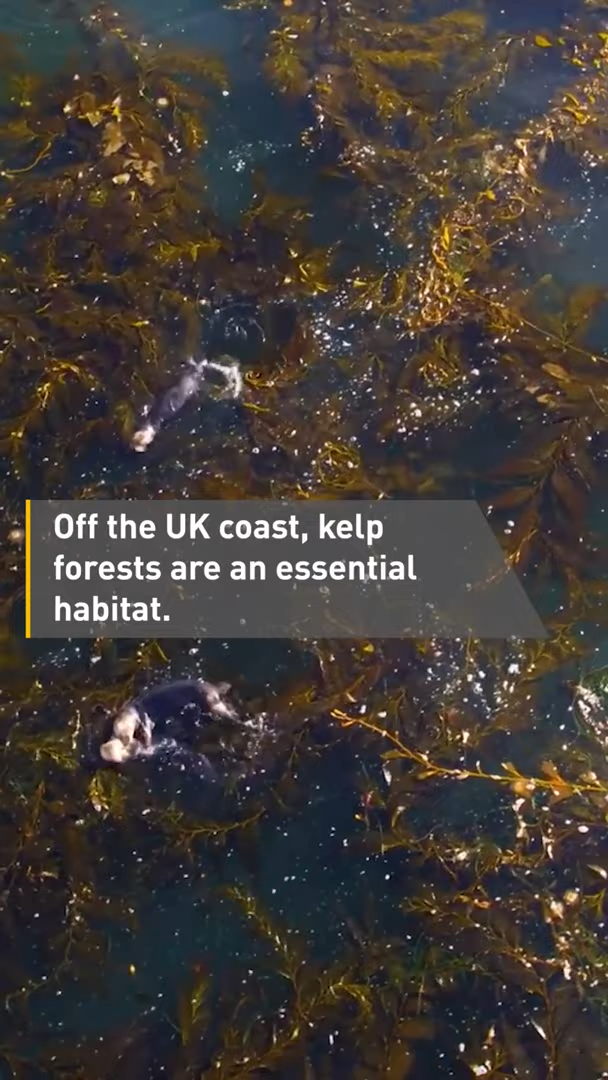 Off the UK coast, kelp
forests are an essential
habitat.